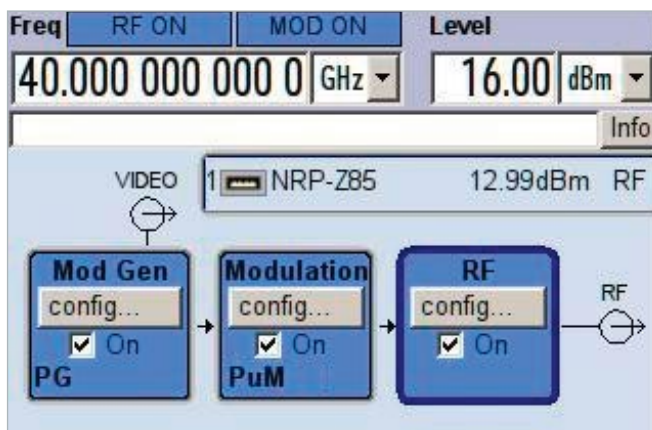 Freq RF ON MOD ON Level
40.000 000 000 0 GHz 16.00 dBm
Info
VIDEO 1 NRP-Z85 12.99dBm RF
Mod Gen Modulation RF
config... config... config... RF
On On On
PG PuM